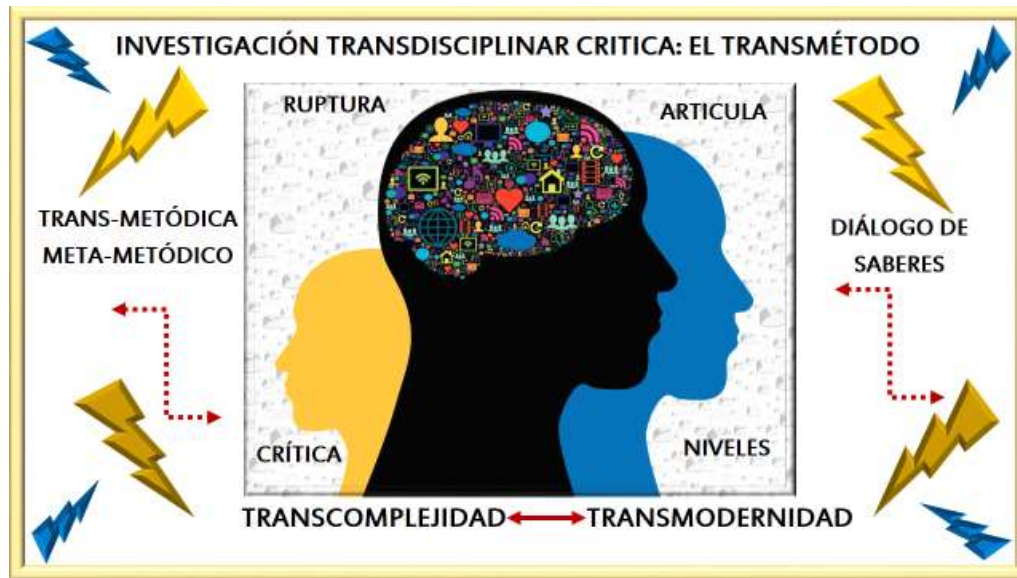 INVESTIGACIÓN TRANSDISCIPLINAR CRITICA: EL TRANSMÉTODO
RUPTURA
ARTICULA
TRANS-METÓDICA
META-METÓDICO
DIÁLOGO DE
SABERES
CRÍTICA
NIVELES
TRANSCOMPLEJIDAD
TRANSMODERNIDAD